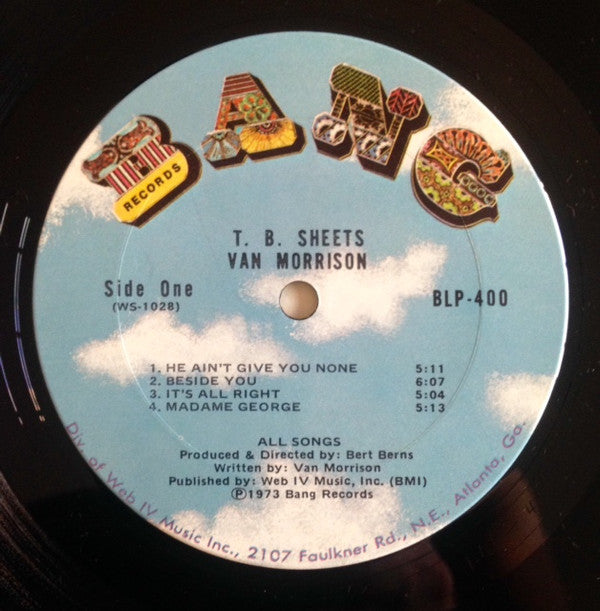 BANG
RECORDS
T. B. SHEETS
VAN MORRISON
Side One
(WS-1028)
BLP-400
1. HE AIN'T GIVE YOU NONE 5:11
2. BESIDE YOU 6:07
3. IT'S ALL RIGHT 5:04
4. MADAME GEORGE 5:13
ALL SONGS
Produced & Directed by: Bert Berns
Written by: Van Morrison
Published by: Web IV Music, Inc. (BMI)
Ⓟ1973 Bang Records
Div. of Web IV Music Inc., 2107 Faulkner Rd., N.E., Atlanta, Ga.